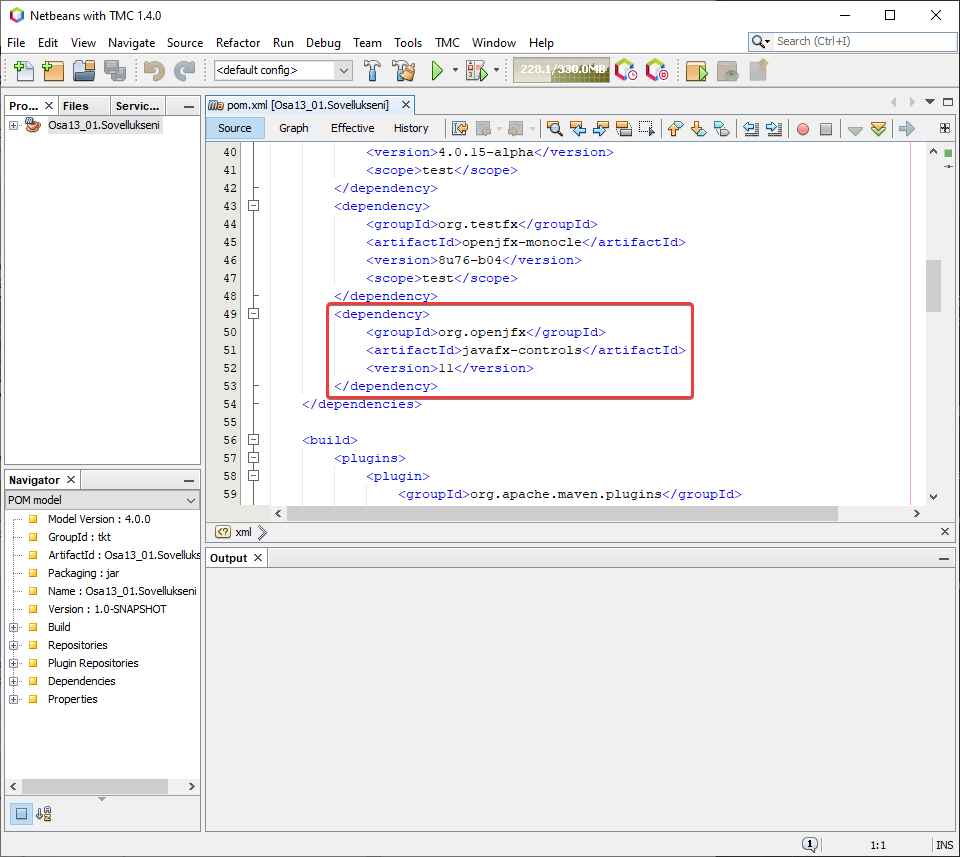 Netbeans with TMC 1.4.0
File Edit View Navigate Source Refactor Run Debug Team Tools TMC Window Help
Search (Ctrl+I)
<default config>
228.1/330.0MB
Pro... Files Servic...
Osa13_01.Sovellukseni
pom.xml [Osa13_01.Sovellukseni]
Source Graph Effective History
40 <version>4.0.15-alpha</version>
41 <scope>test</scope>
42 </dependency>
43 <dependency>
44 <groupId>org.testfx</groupId>
45 <artifactId>openjfx-monocle</artifactId>
46 <version>8u76-b04</version>
47 <scope>test</scope>
48 </dependency>
49 <dependency>
50 <groupId>org.openjfx</groupId>
51 <artifactId>javafx-controls</artifactId>
52 <version>11</version>
53 </dependency>
54 </dependencies>
55
56 <build>
57 <plugins>
58 <plugin>
59 <groupId>org.apache.maven.plugins</groupId>
xml
Navigator
POM model
Model Version : 4.0.0
GroupId : tkt
ArtifactId : Osa13_01.Sovelluks
Packaging : jar
Name : Osa13_01.Sovellukseni
Version : 1.0-SNAPSHOT
Build
Repositories
Plugin Repositories
Dependencies
Properties
Output
1
1:1
INS